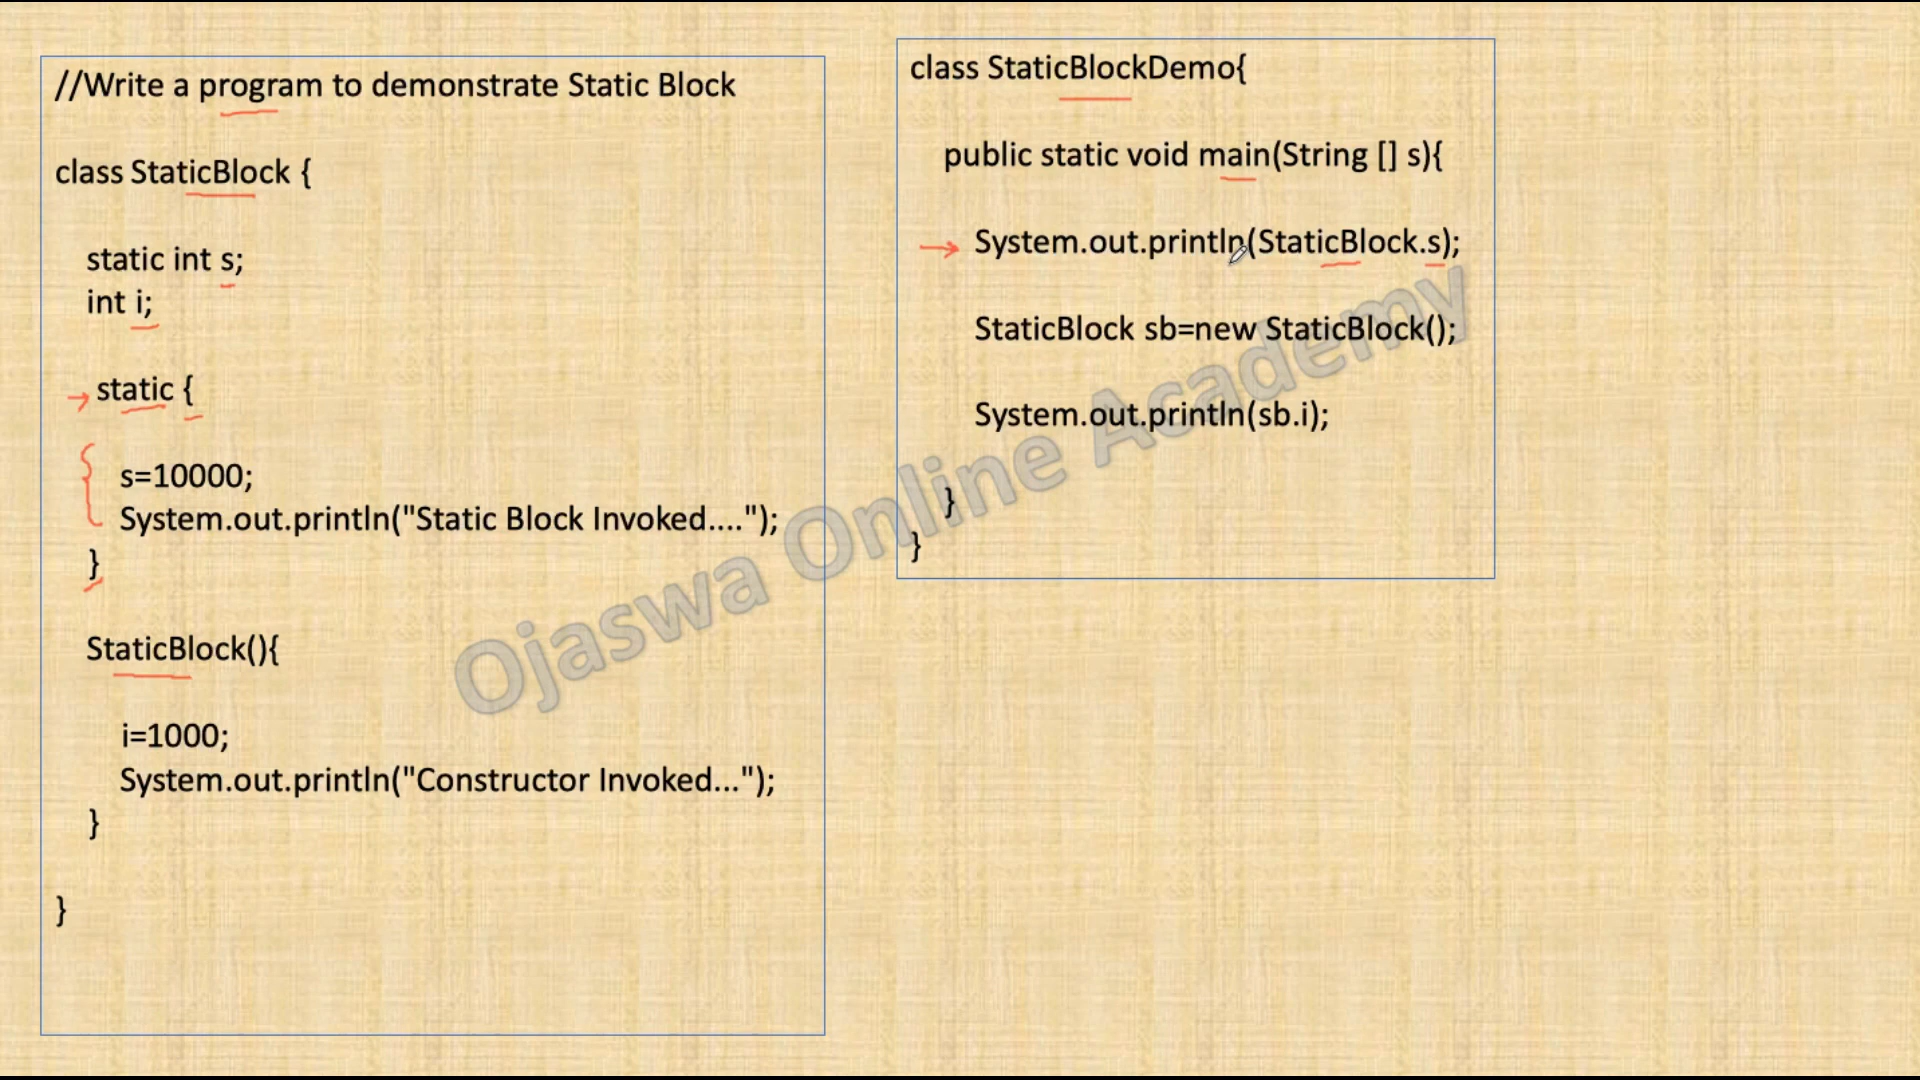 //Write a program to demonstrate Static Block
class StaticBlock {
static int s;
int i;
static {
s=10000;
System.out.println("Static Block Invoked....");
}
StaticBlock(){
i=1000;
System.out.println("Constructor Invoked...");
}
}
class StaticBlockDemo{
public static void main(String [] s){
System.out.println(StaticBlock.s);
StaticBlock sb=new StaticBlock();
System.out.println(sb.i);
}
}
Ojaswa Online Academy